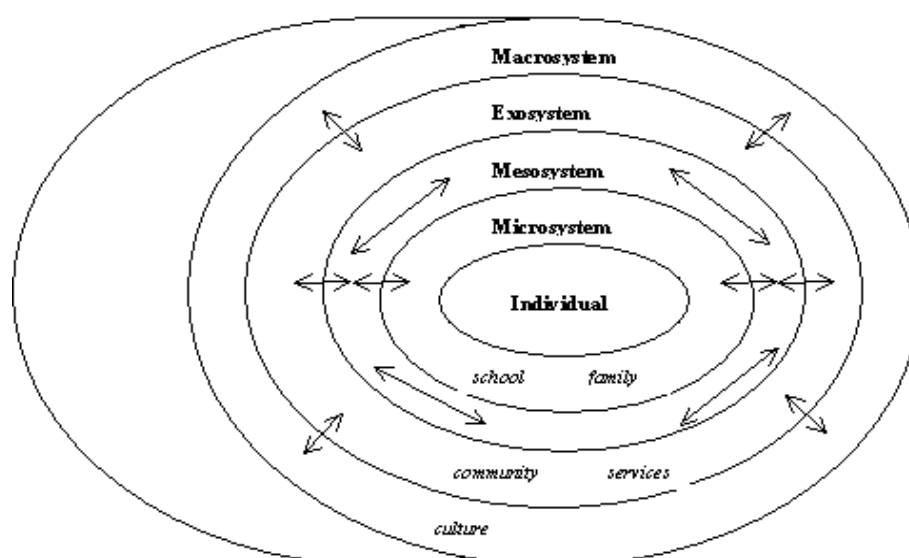 Macrosystem
Exosystem
Mesosystem
Microsystem
Individual
school family
community services
culture